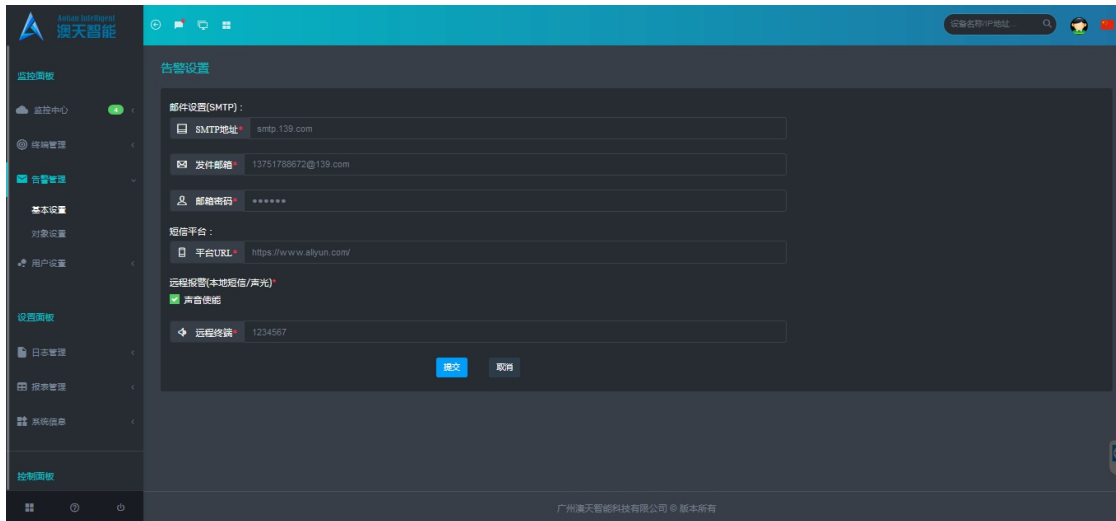 Aotian Intelligent
澳天智能
设备名称/IP地址...
监控面板
监控中心 4
终端管理
告警管理
基本设置
对象设置
用户设置
设置面板
日志管理
报表管理
系统信息
控制面板
告警设置
邮件设置(SMTP)：
SMTP地址* smtp.139.com
发件邮箱* 13751788672@139.com
邮箱密码* ••••••
短信平台：
平台URL* https://www.aliyun.com/
远程报警(本地短信/声光)*
声音使能
远程终端* 1234567
提交 取消
广州澳天智能科技有限公司 © 版本所有